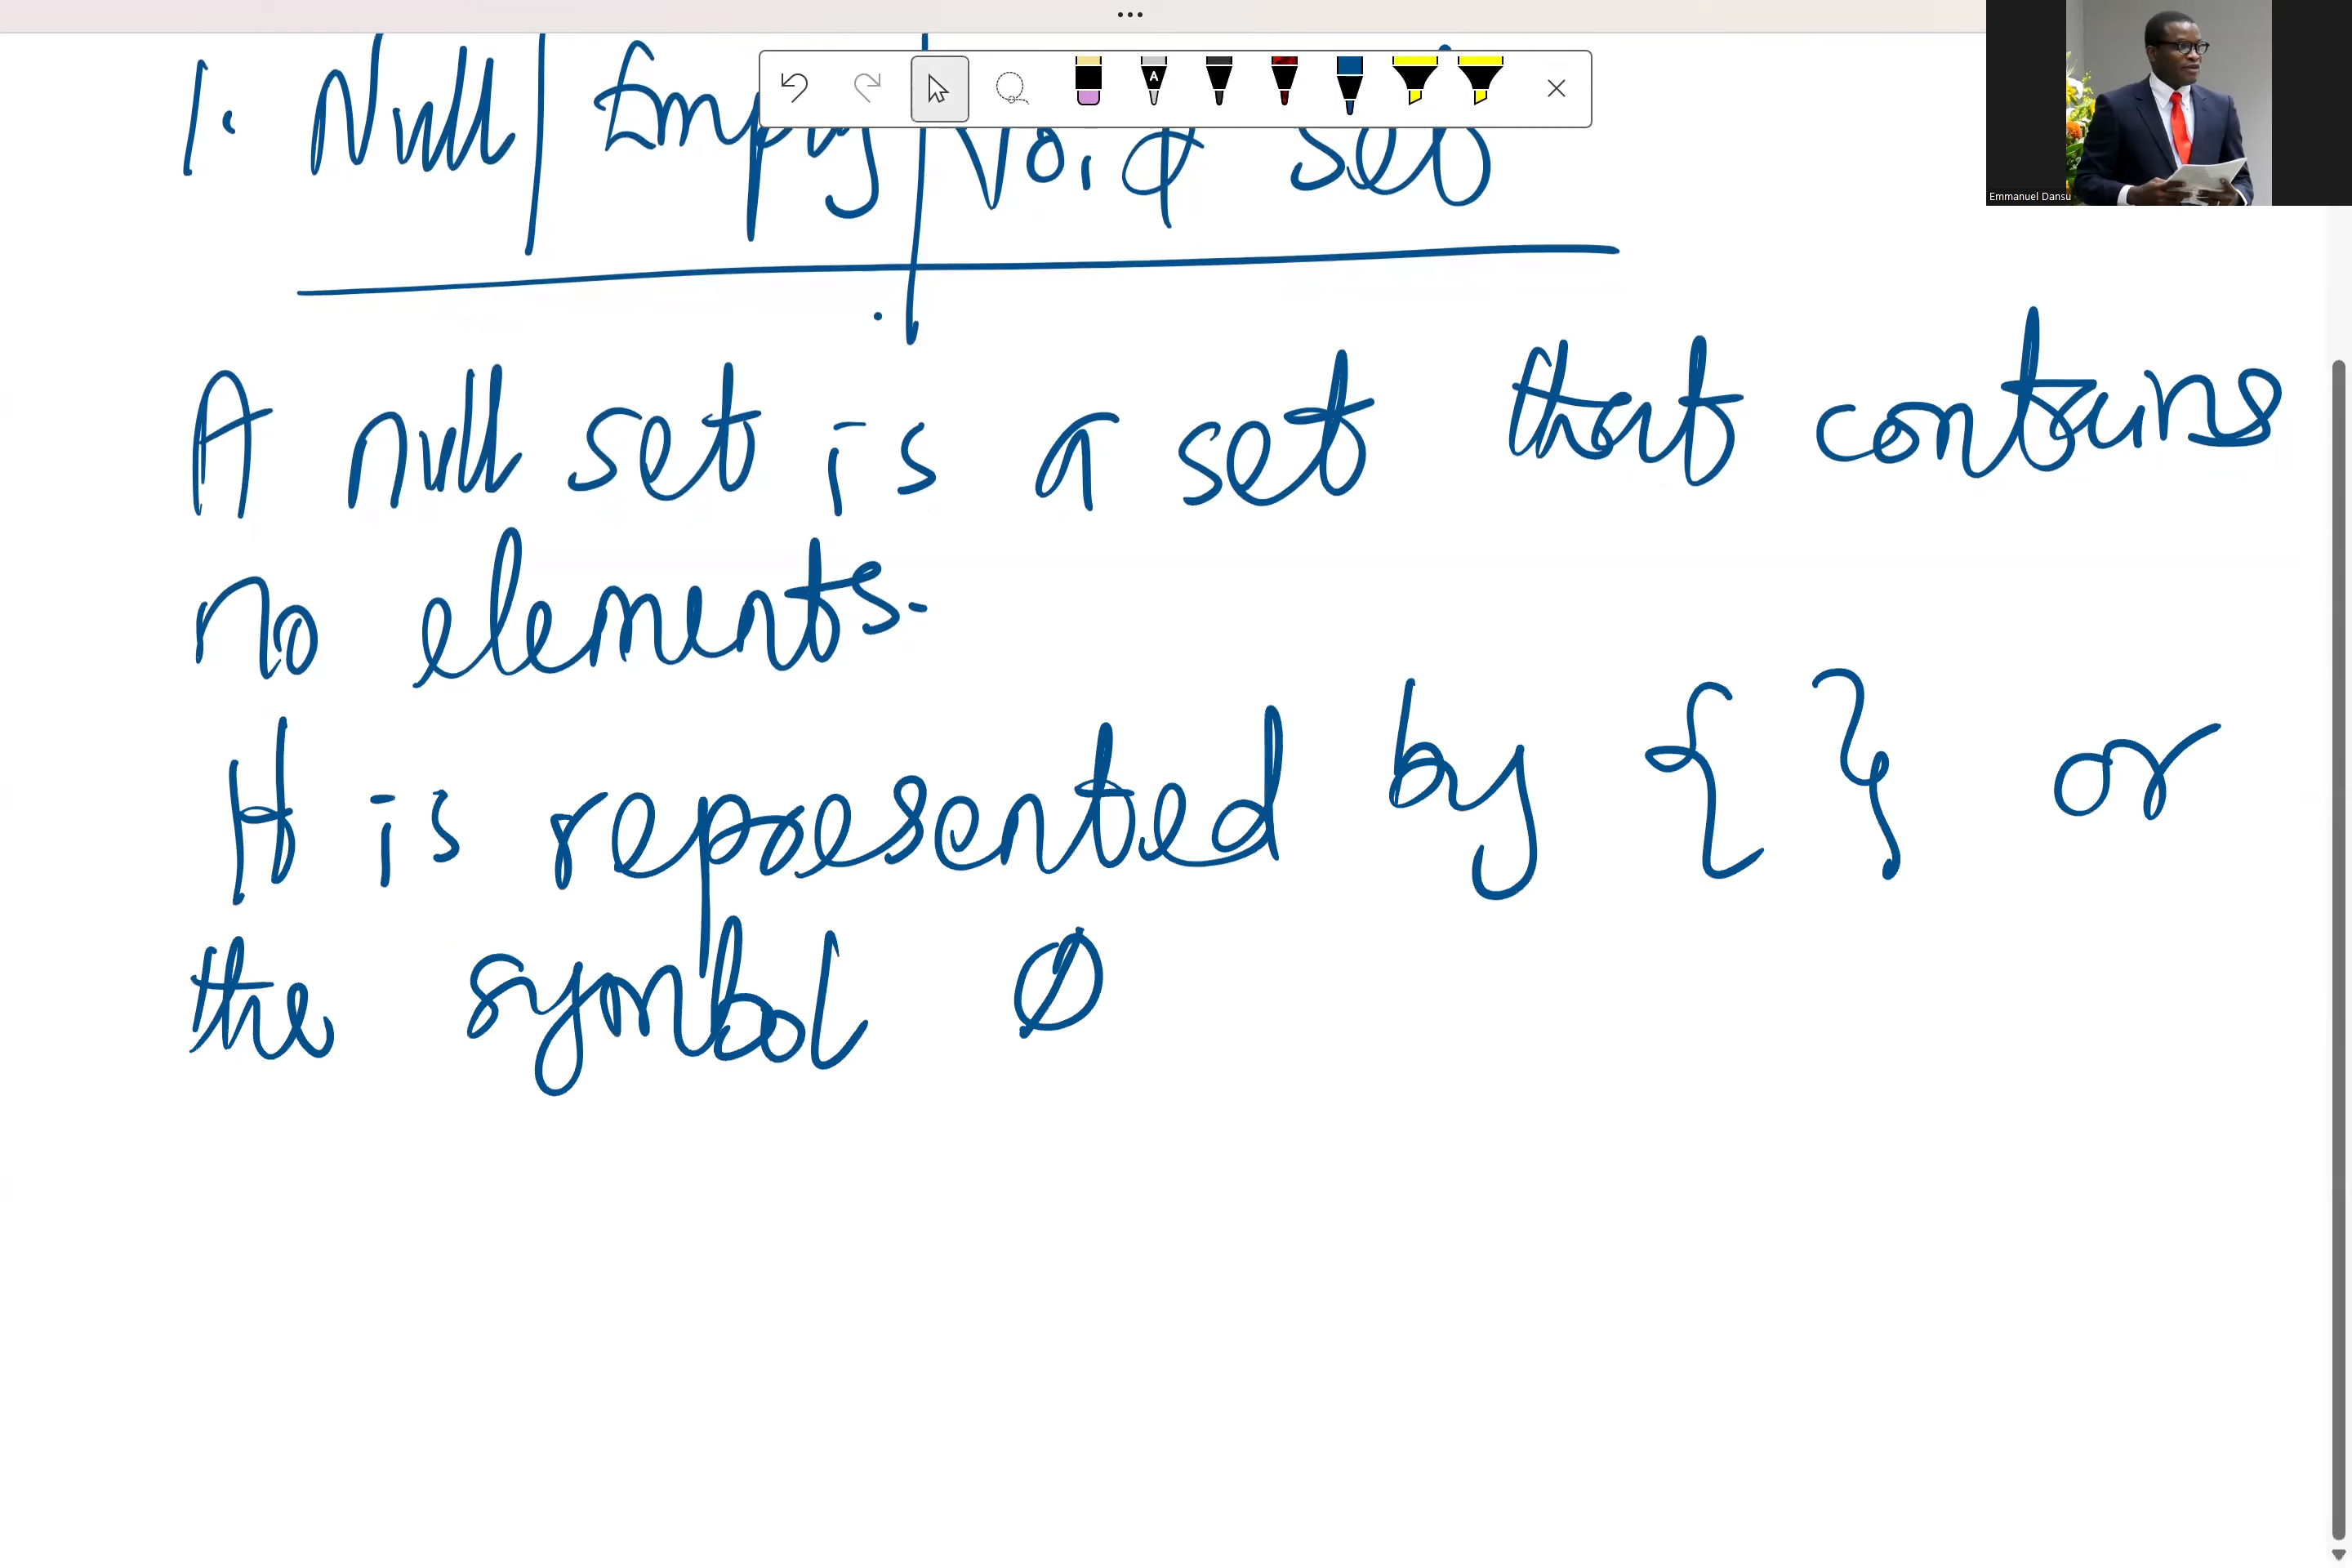 1. Null | Empty | Void set
Emmanuel Dansu
A null set is a set that contains
no elements.
It is represented by { } or
the symbol Ø